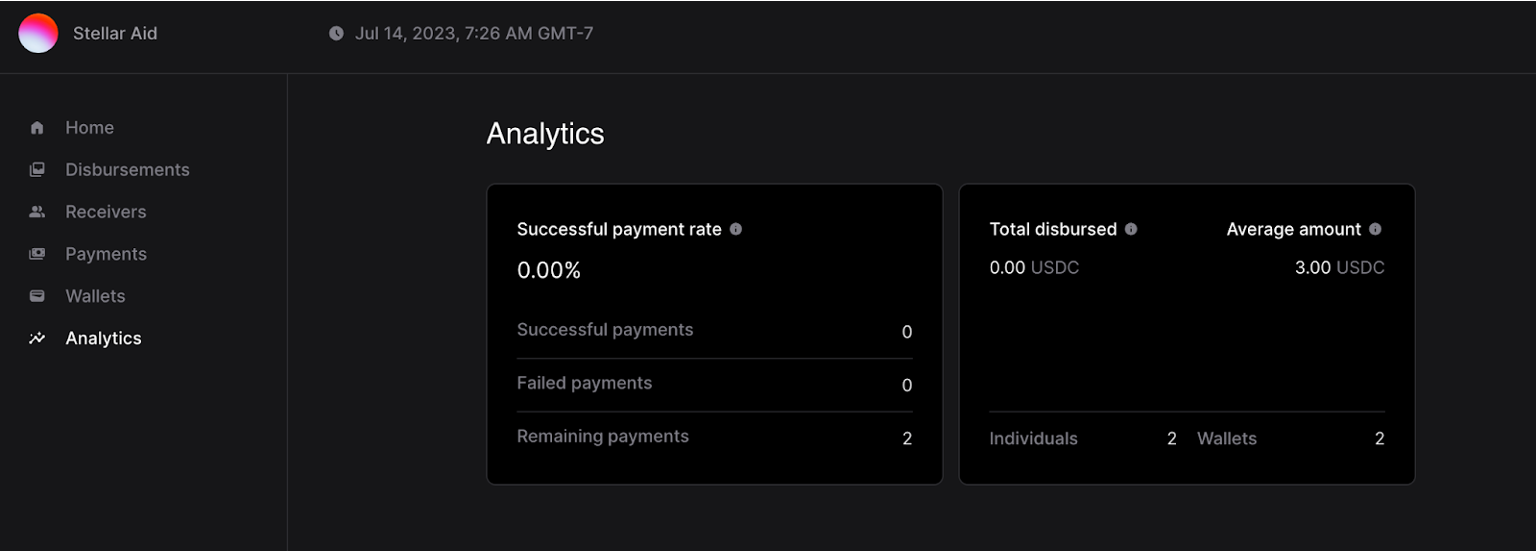 Stellar Aid
Jul 14, 2023, 7:26 AM GMT-7
Home
Disbursements
Receivers
Payments
Wallets
Analytics
Analytics
Successful payment rate
0.00%
Successful payments 0
Failed payments 0
Remaining payments 2
Total disbursed Average amount
0.00 USDC 3.00 USDC
Individuals 2 Wallets 2